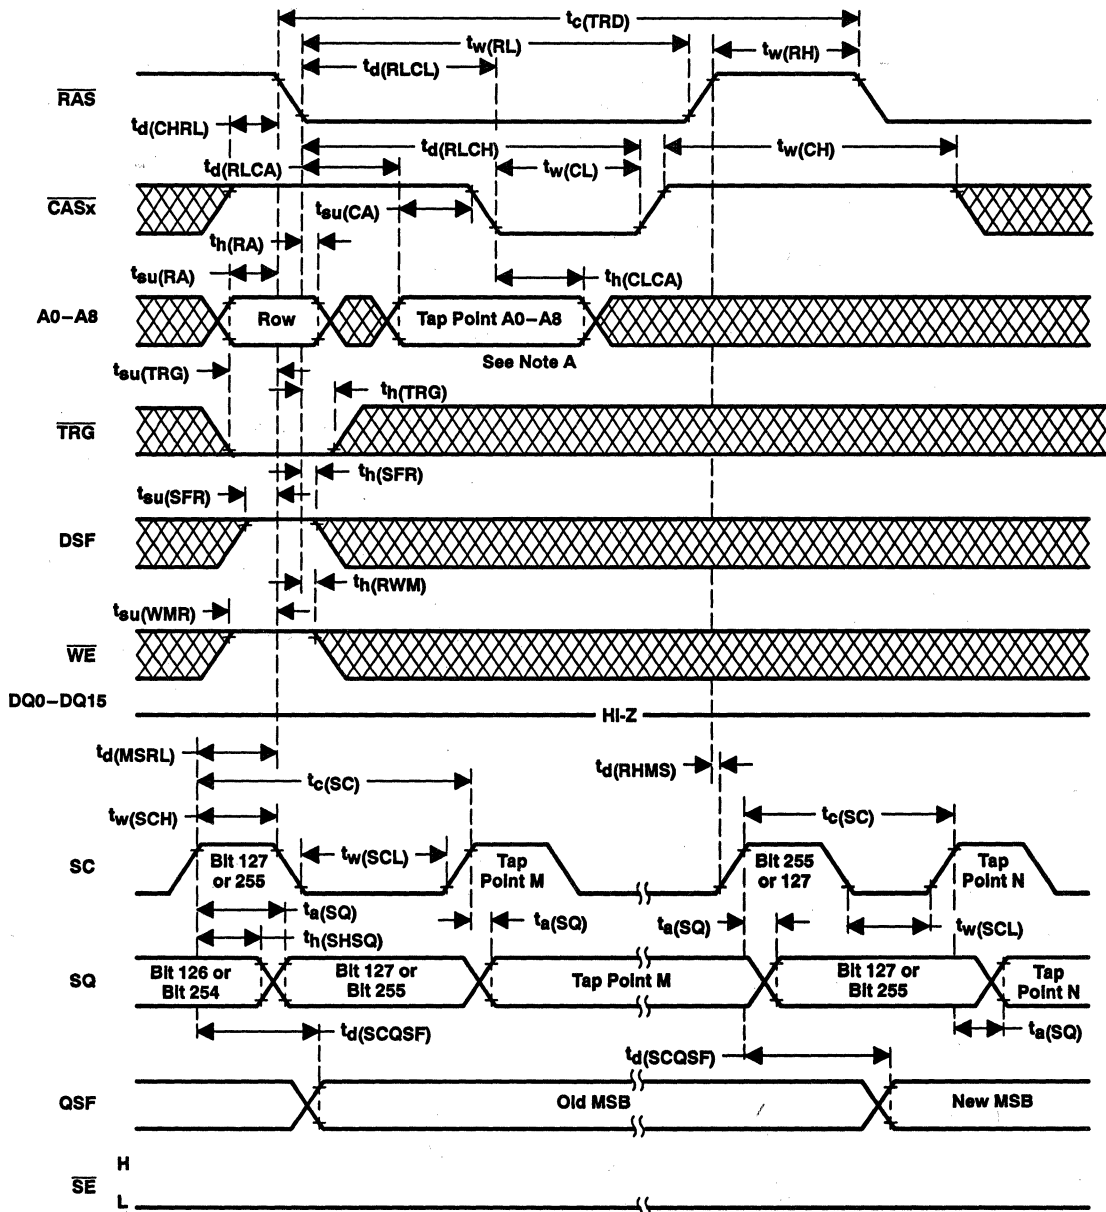 tc(TRD)
tw(RL)
tw(RH)
td(RLCL)
RAS
td(CHRL)
td(RLCH)
tw(CH)
td(RLCA)
tw(CL)
CASx
tsu(CA)
th(RA)
tsu(RA)
th(CLCA)
A0–A8
Row
Tap Point A0–A8
See Note A
tsu(TRG)
th(TRG)
TRG
th(SFR)
tsu(SFR)
DSF
th(RWM)
tsu(WMR)
WE
DQ0–DQ15
HI-Z
td(MSRL)
td(RHMS)
tc(SC)
tw(SCH)
tc(SC)
SC
Bit 127
or 255
tw(SCL)
Tap
Point M
Bit 255
or 127
Tap
Point N
ta(SQ)
ta(SQ)
ta(SQ)
tw(SCL)
th(SHSQ)
SQ
Bit 126 or
Bit 254
Bit 127 or
Bit 255
Tap Point M
Bit 127 or
Bit 255
Tap
Point N
td(SCQSF)
ta(SQ)
td(SCQSF)
QSF
Old MSB
New MSB
H
SE
L